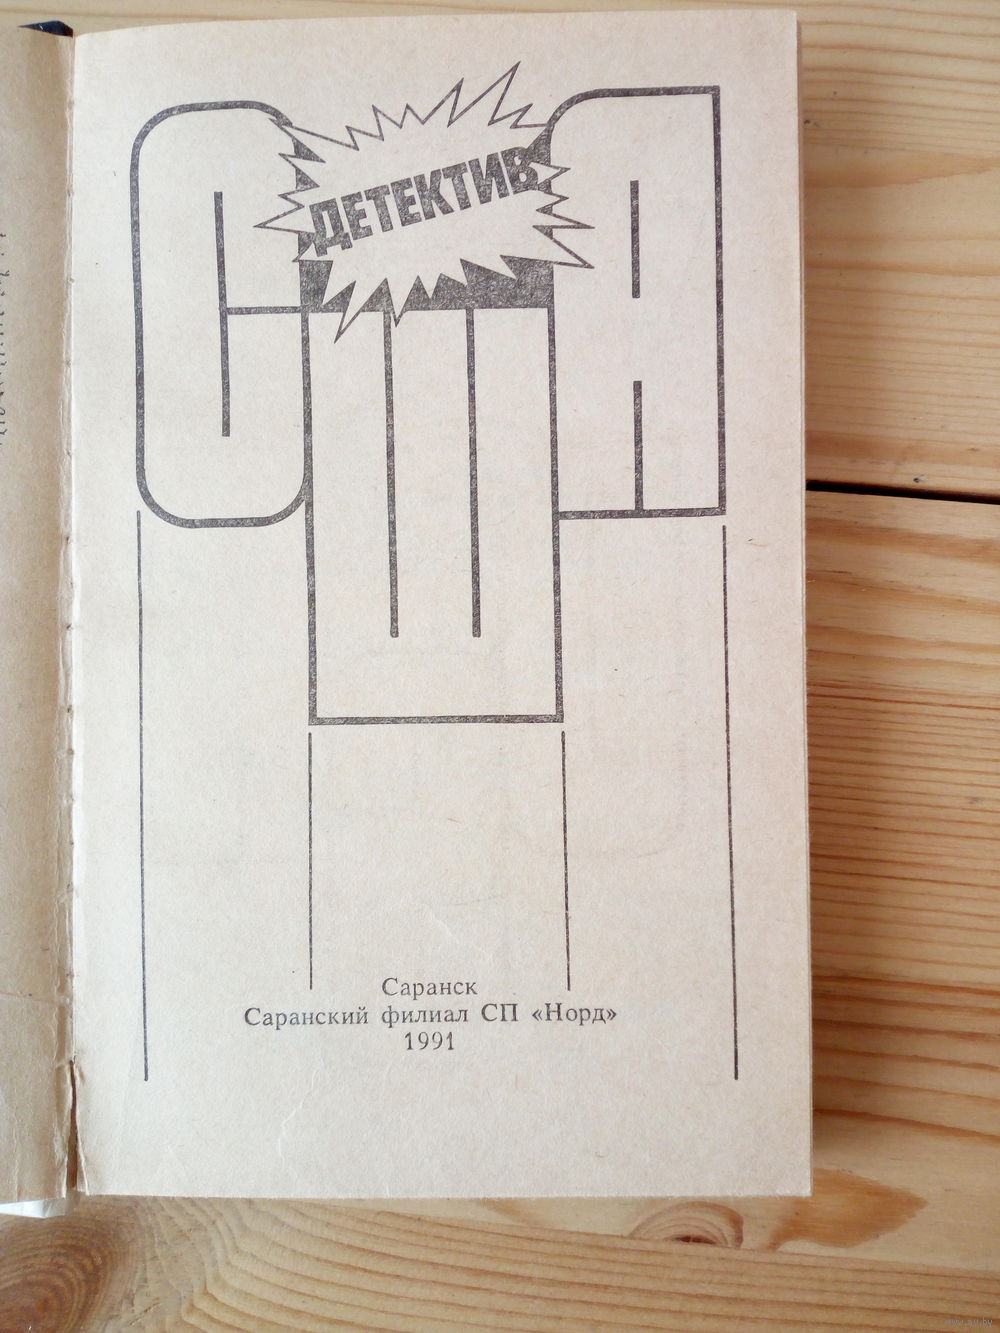 ДЕТЕКТИВ
США
Саранск
Саранский филиал СП «Норд»
1991